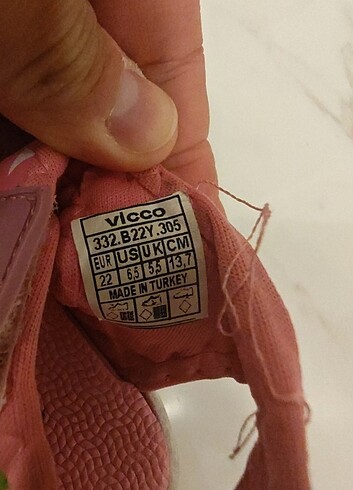 vicco
332.B22Y.305
EUR US UK CM
22 6,5 5,5 13,7
MADE IN TURKEY